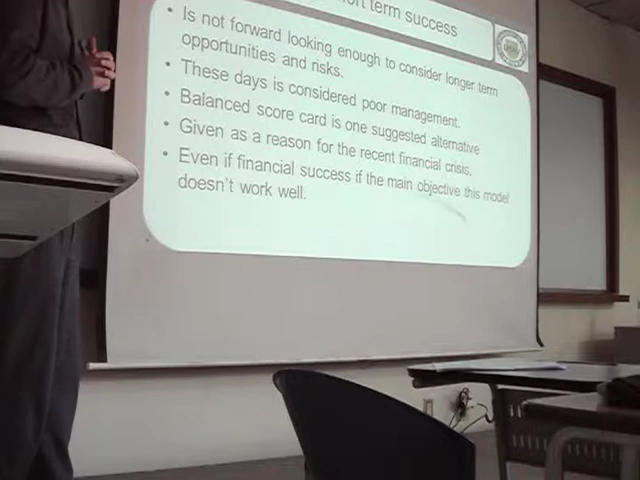 term success
• Is not forward looking enough to consider longer term
opportunities and risks.
• These days is considered poor management.
• Balanced score card is one suggested alternative
• Given as a reason for the recent financial crisis.
• Even if financial success if the main objective this model
doesn't work well.